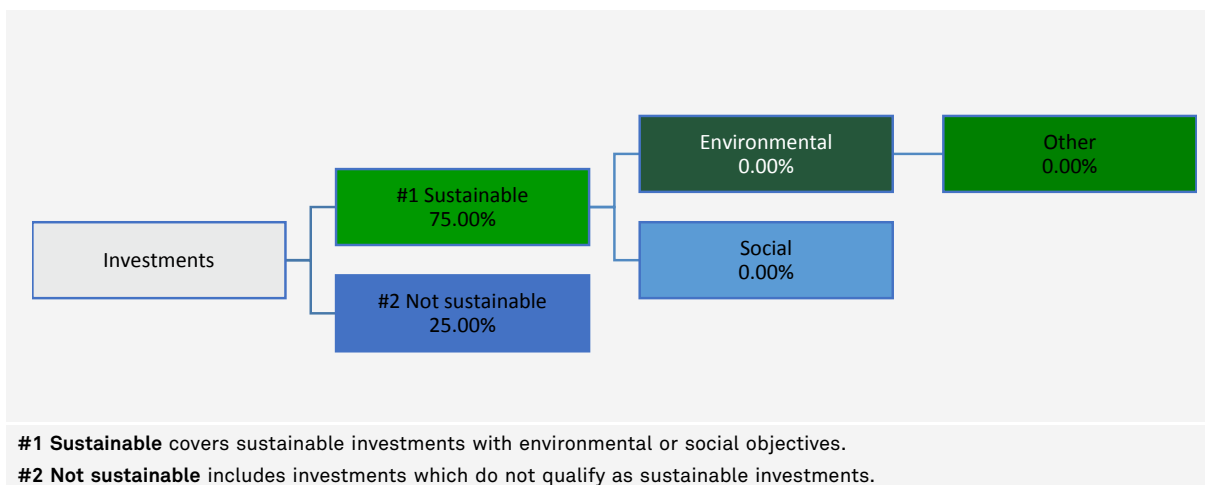 Environmental
0.00%
Other
0.00%
#1 Sustainable
75.00%
Investments
Social
0.00%
#2 Not sustainable
25.00%
#1 Sustainable covers sustainable investments with environmental or social objectives.
#2 Not sustainable includes investments which do not qualify as sustainable investments.